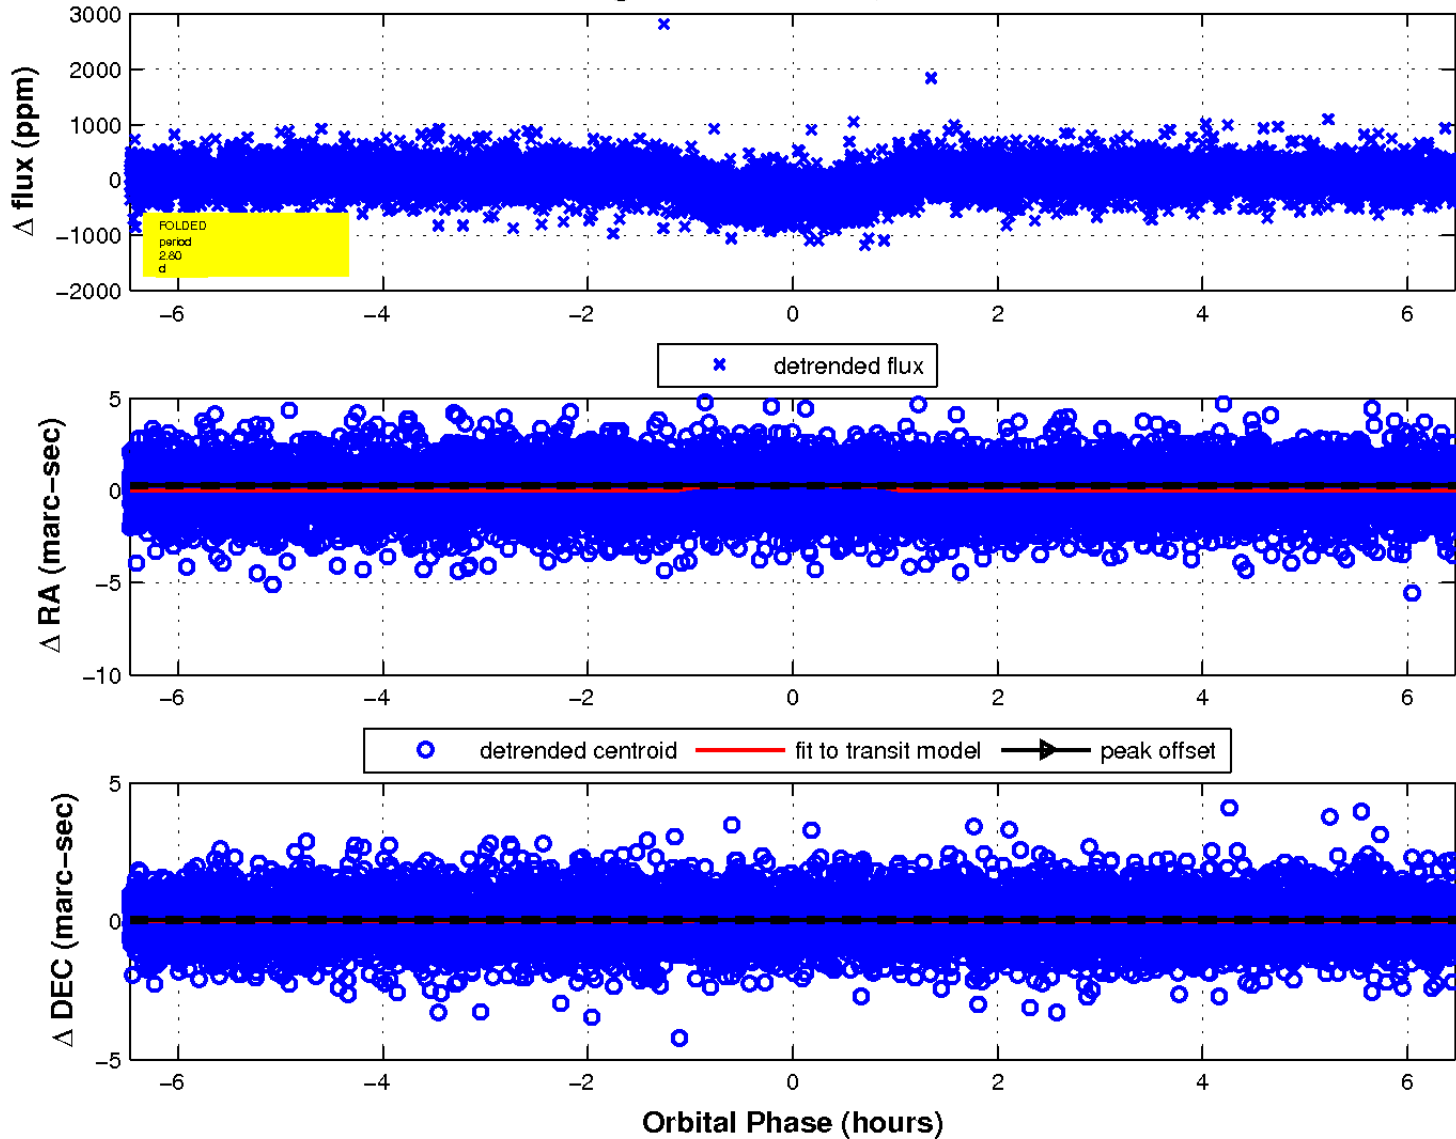 3000
2000
1000
0
−1000
−2000
Δ flux (ppm)
FOLDED
period
2.80
d
−6 −4 −2 0 2 4 6
detrended flux
5
0
−5
−10
Δ RA (marc−sec)
−6 −4 −2 0 2 4 6
detrended centroid fit to transit model peak offset
5
0
−5
Δ DEC (marc−sec)
−6 −4 −2 0 2 4 6
Orbital Phase (hours)